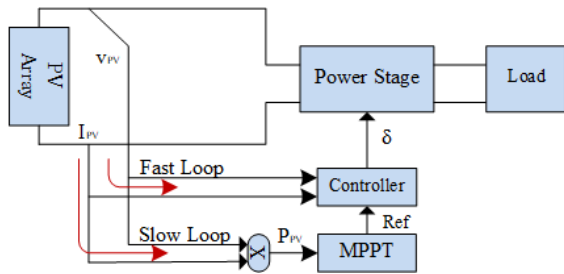 PV
Array
VPV
Power Stage
Load
IPV
δ
Fast Loop
Controller
Ref
Slow Loop
X
PPV
MPPT